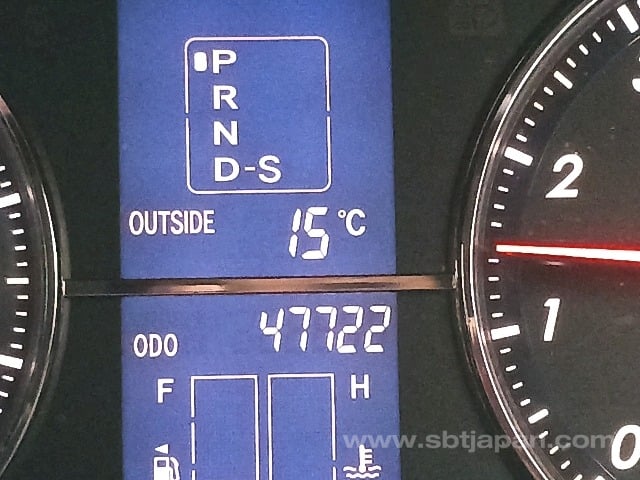 P
R
N
D-S
OUTSIDE 15 °C
2
1
0
ODO 47722
F H
www.sbtjapan.com